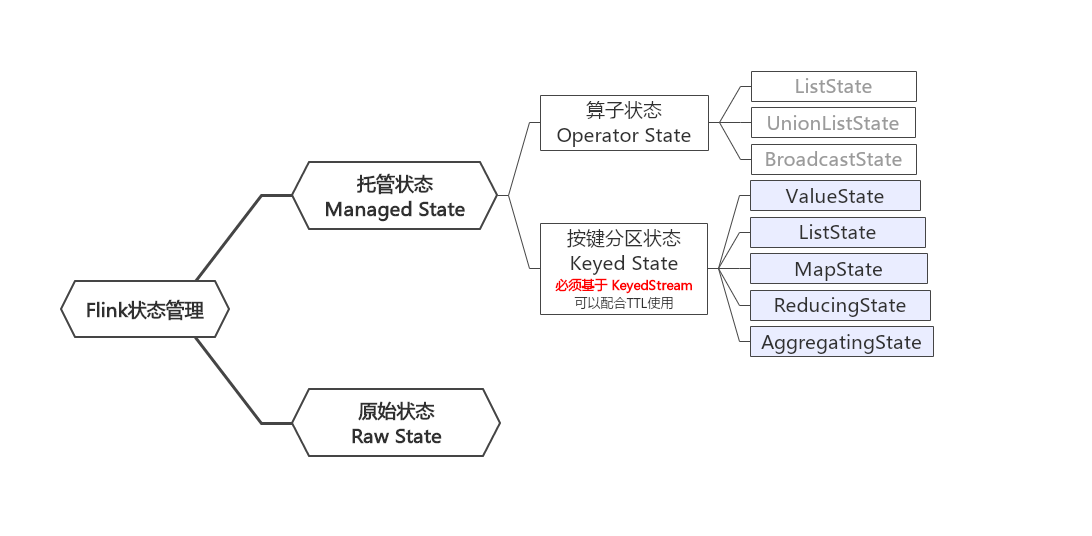 Flink状态管理
托管状态
Managed State
算子状态
Operator State
ListState
UnionListState
BroadcastState
按键分区状态
Keyed State
必须基于 KeyedStream
可以配合TTL使用
ValueState
ListState
MapState
ReducingState
AggregatingState
原始状态
Raw State